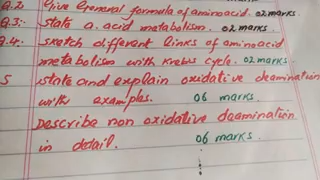 Q.2. Give General formula of aminoacid. 02 marks.
Q.3:- State a.acid metabolism. 02 marks.
Q.4:- Sketch different links of aminoacid
metabolism with Krebs cycle. 02 marks
5 State and explain oxidative deamination
with examples. 06 marks.
Describe non oxidative deamination
in detail. 06 marks